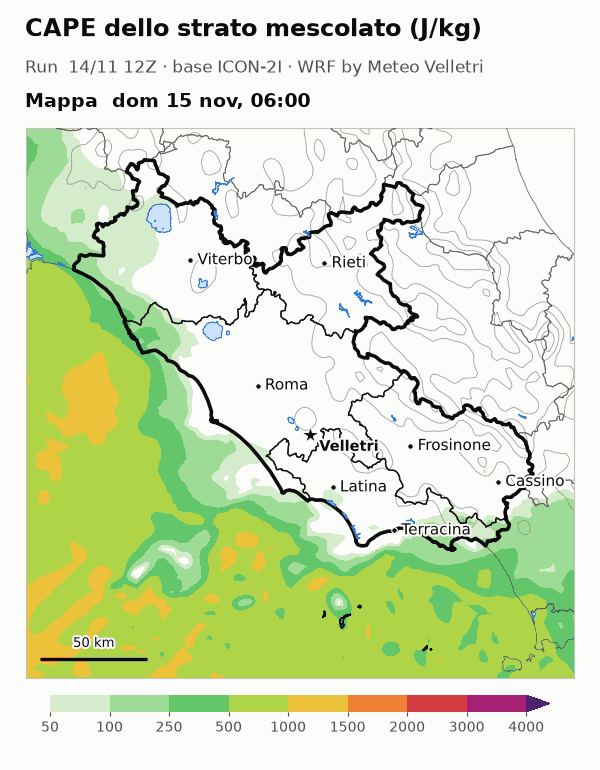 CAPE dello strato mescolato (J/kg)
Run  14/11 12Z · base ICON-2I · WRF by Meteo Velletri
Mappa  dom 15 nov, 06:00
Viterbo
Rieti
Roma
Velletri
Frosinone
Cassino
Latina
Terracina
50 km
50 100 250 500 1000 1500 2000 3000 4000